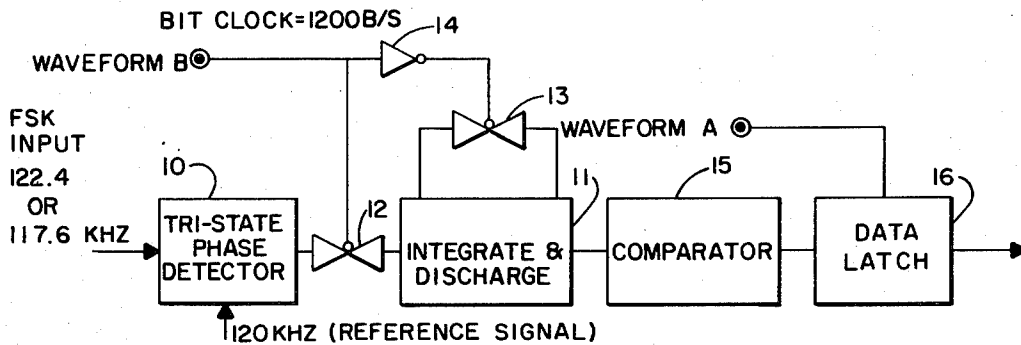 BIT CLOCK=1200B/S
14
WAVEFORM B
13
FSK
INPUT
122.4
OR
117.6 KHZ
WAVEFORM A
10
12
11
15
16
TRI-STATE
PHASE
DETECTOR
INTEGRATE &
DISCHARGE
COMPARATOR
DATA
LATCH
120KHZ (REFERENCE SIGNAL)